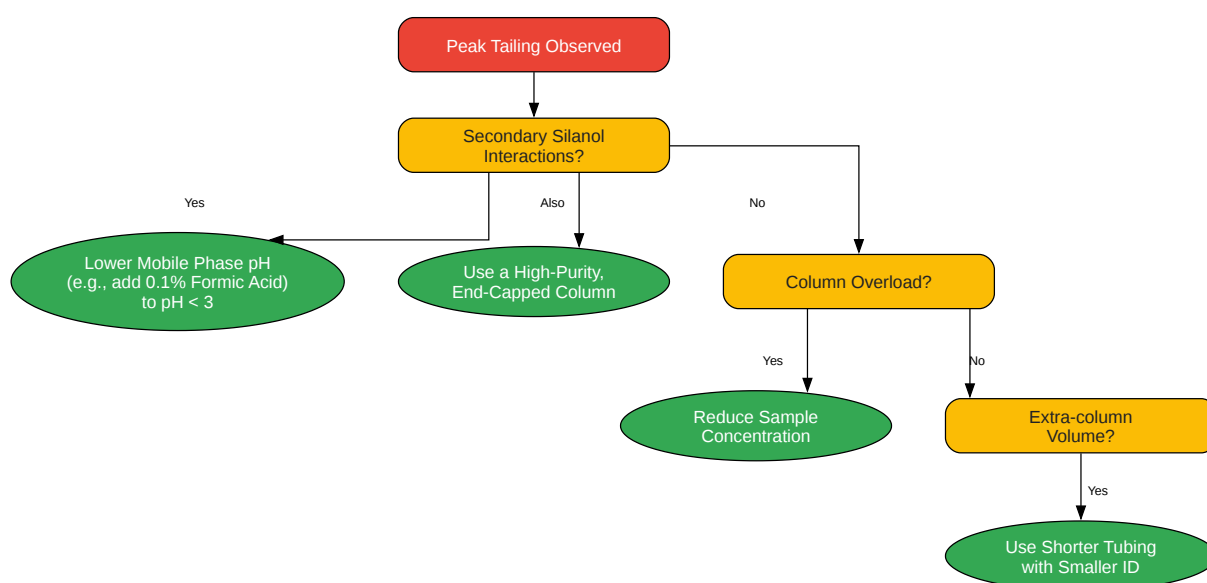 Peak Tailing Observed
Secondary Silanol
Interactions?
Yes
Also
No
Lower Mobile Phase pH
(e.g., add 0.1% Formic Acid)
to pH < 3
Use a High-Purity,
End-Capped Column
Column Overload?
Yes
No
Reduce Sample
Concentration
Extra-column
Volume?
Yes
Use Shorter Tubing
with Smaller ID